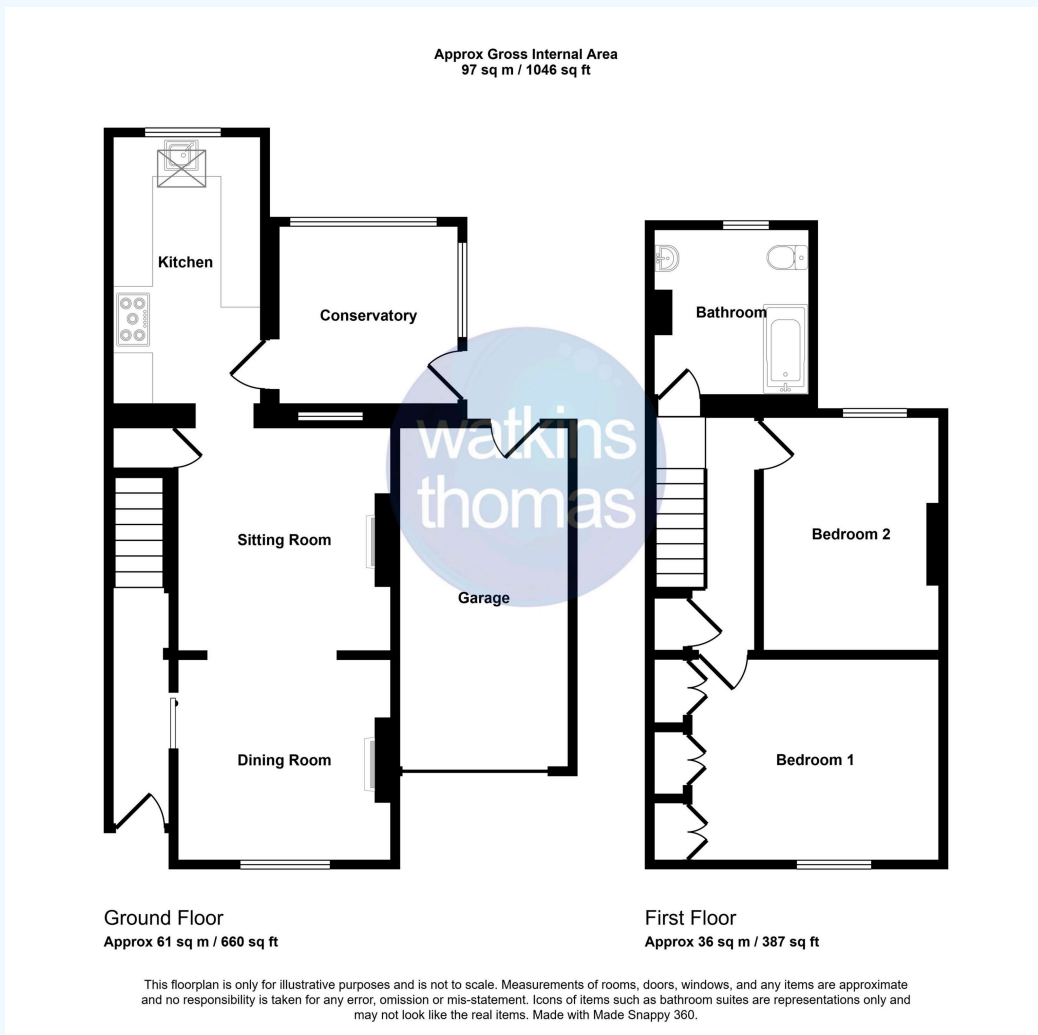 Approx Gross Internal Area
97 sq m / 1046 sq ft
Kitchen
Conservatory
Bathroom
watkins
thomas
Sitting Room
Bedroom 2
Garage
Dining Room
Bedroom 1
Ground Floor
Approx 61 sq m / 660 sq ft
First Floor
Approx 36 sq m / 387 sq ft
This floorplan is only for illustrative purposes and is not to scale. Measurements of rooms, doors, windows, and any items are approximate
and no responsibility is taken for any error, omission or mis-statement. Icons of items such as bathroom suites are representations only and
may not look like the real items. Made with Made Snappy 360.